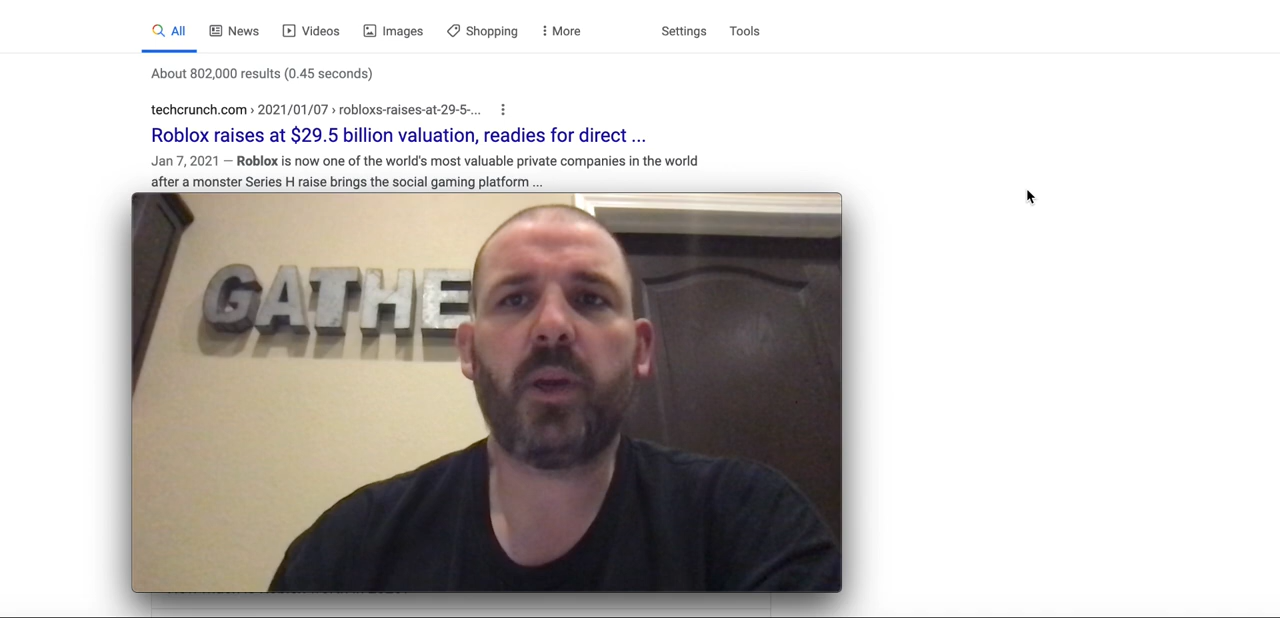 All News Videos Images Shopping More Settings Tools
About 802,000 results (0.45 seconds)
techcrunch.com › 2021/01/07 › robloxs-raises-at-29-5-...
Roblox raises at $29.5 billion valuation, readies for direct ...
Jan 7, 2021 — Roblox is now one of the world's most valuable private companies in the world
after a monster Series H raise brings the social gaming platform ...
GATHE